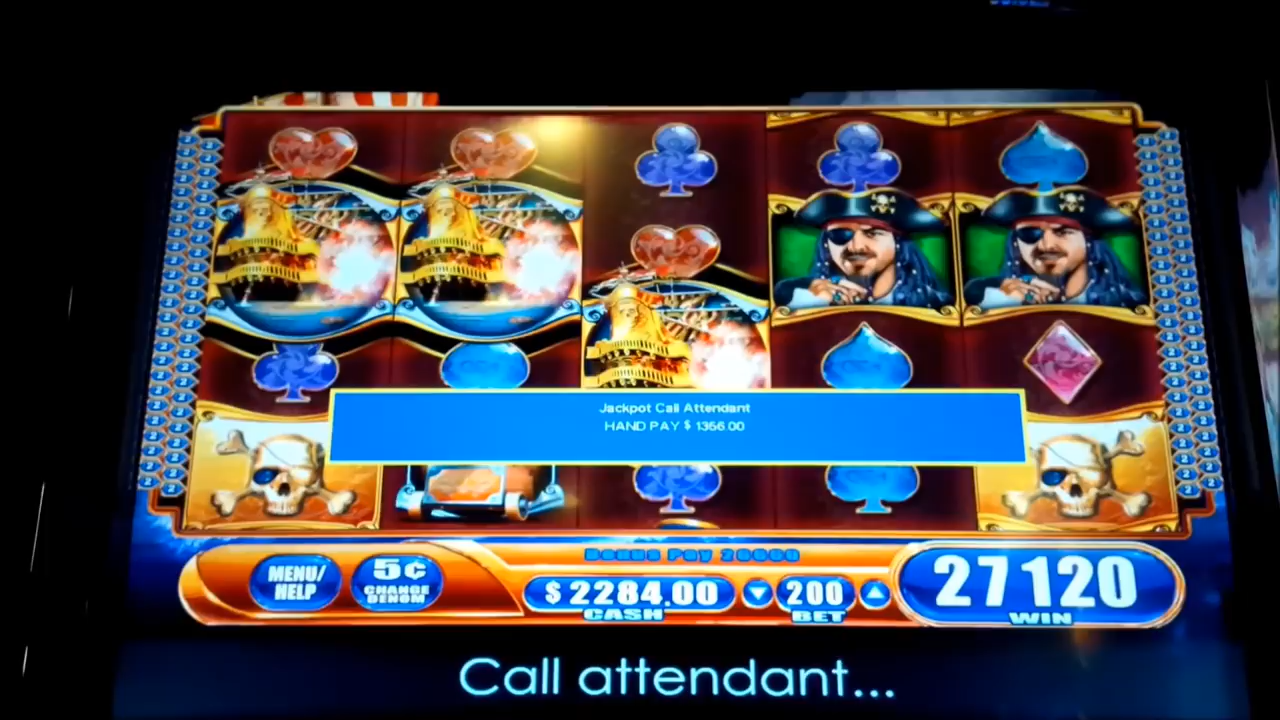 Jackpot Call Attendant
HAND PAY $ 1356.00
Bonus Pay 20000
MENU/
HELP
5¢
CHANGE
DENOM
$ 2284.00
CASH
200
BET
27120
WIN
Call attendant...